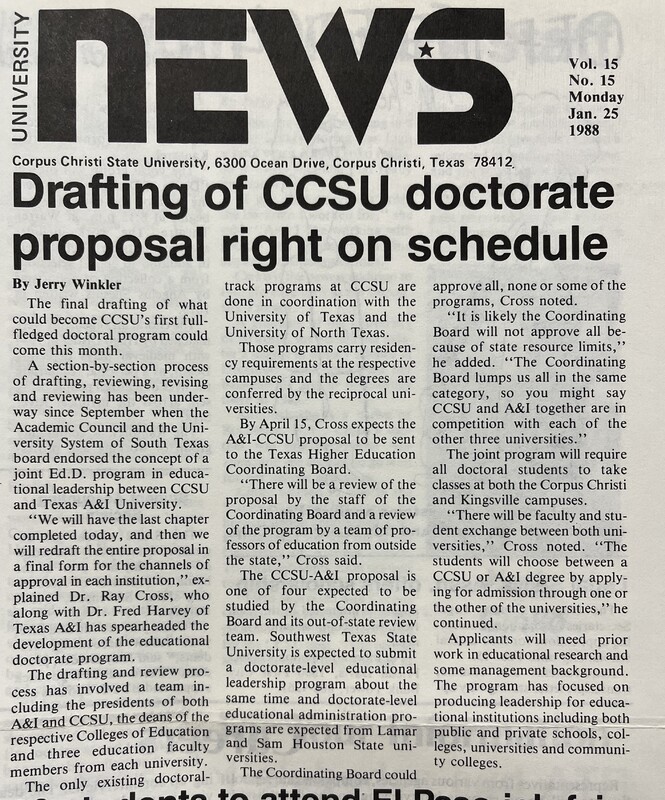 UNIVERSITY
NEWS
Vol. 15
No. 15
Monday
Jan. 25
1988
Corpus Christi State University, 6300 Ocean Drive, Corpus Christi, Texas 78412
Drafting of CCSU doctorate
proposal right on schedule
By Jerry Winkler
The final drafting of what
could become CCSU's first full-
fledged doctoral program could
come this month.
A section-by-section process
of drafting, reviewing, revising
and reviewing has been under-
way since September when the
Academic Council and the Uni-
versity System of South Texas
board endorsed the concept of a
joint Ed.D. program in educa-
tional leadership between CCSU
and Texas A&I University.
"We will have the last chapter
completed today, and then we
will redraft the entire proposal in
a final form for the channels of
approval in each institution," ex-
plained Dr. Ray Cross, who
along with Dr. Fred Harvey of
Texas A&I has spearheaded the
development of the educational
doctorate program.
The drafting and review pro-
cess has involved a team in-
cluding the presidents of both
A&I and CCSU, the deans of the
respective Colleges of Education
and three education faculty
members from each university.
The only existing doctoral-
track programs at CCSU are
done in coordination with the
University of Texas and the
University of North Texas.
Those programs carry residen-
cy requirements at the respective
campuses and the degrees are
conferred by the reciprocal uni-
versities.
By April 15, Cross expects the
A&I-CCSU proposal to be sent
to the Texas Higher Education
Coordinating Board.
"There will be a review of the
proposal by the staff of the
Coordinating Board and a review
of the program by a team of pro-
fessors of education from outside
the state," Cross said.
The CCSU-A&I proposal is
one of four expected to be
studied by the Coordinating
Board and its out-of-state review
team. Southwest Texas State
University is expected to submit
a doctorate-level educational
leadership program about the
same time and doctorate-level
educational administration pro-
grams are expected from Lamar
and Sam Houston State uni-
versities.
The Coordinating Board could
approve all, none or some of the
programs, Cross noted.
"It is likely the Coordinating
Board will not approve all be-
cause of state resource limits,"
he added. "The Coordinating
Board lumps us all in the same
category, so you might say
CCSU and A&I together are in
competition with each of the
other three universities."
The joint program will require
all doctoral students to take
classes at both the Corpus Christi
and Kingsville campuses.
"There will be faculty and stu-
dent exchange between both uni-
versities," Cross noted. "The
students will choose between a
CCSU or A&I degree by apply-
ing for admission through one or
the other of the universities," he
continued.
Applicants will need prior
work in educational research and
some management background.
The program has focused on
producing leadership for educa-
tional institutions including both
public and private schools, col-
leges, universities and communi-
ty colleges.
students to attend El Paso